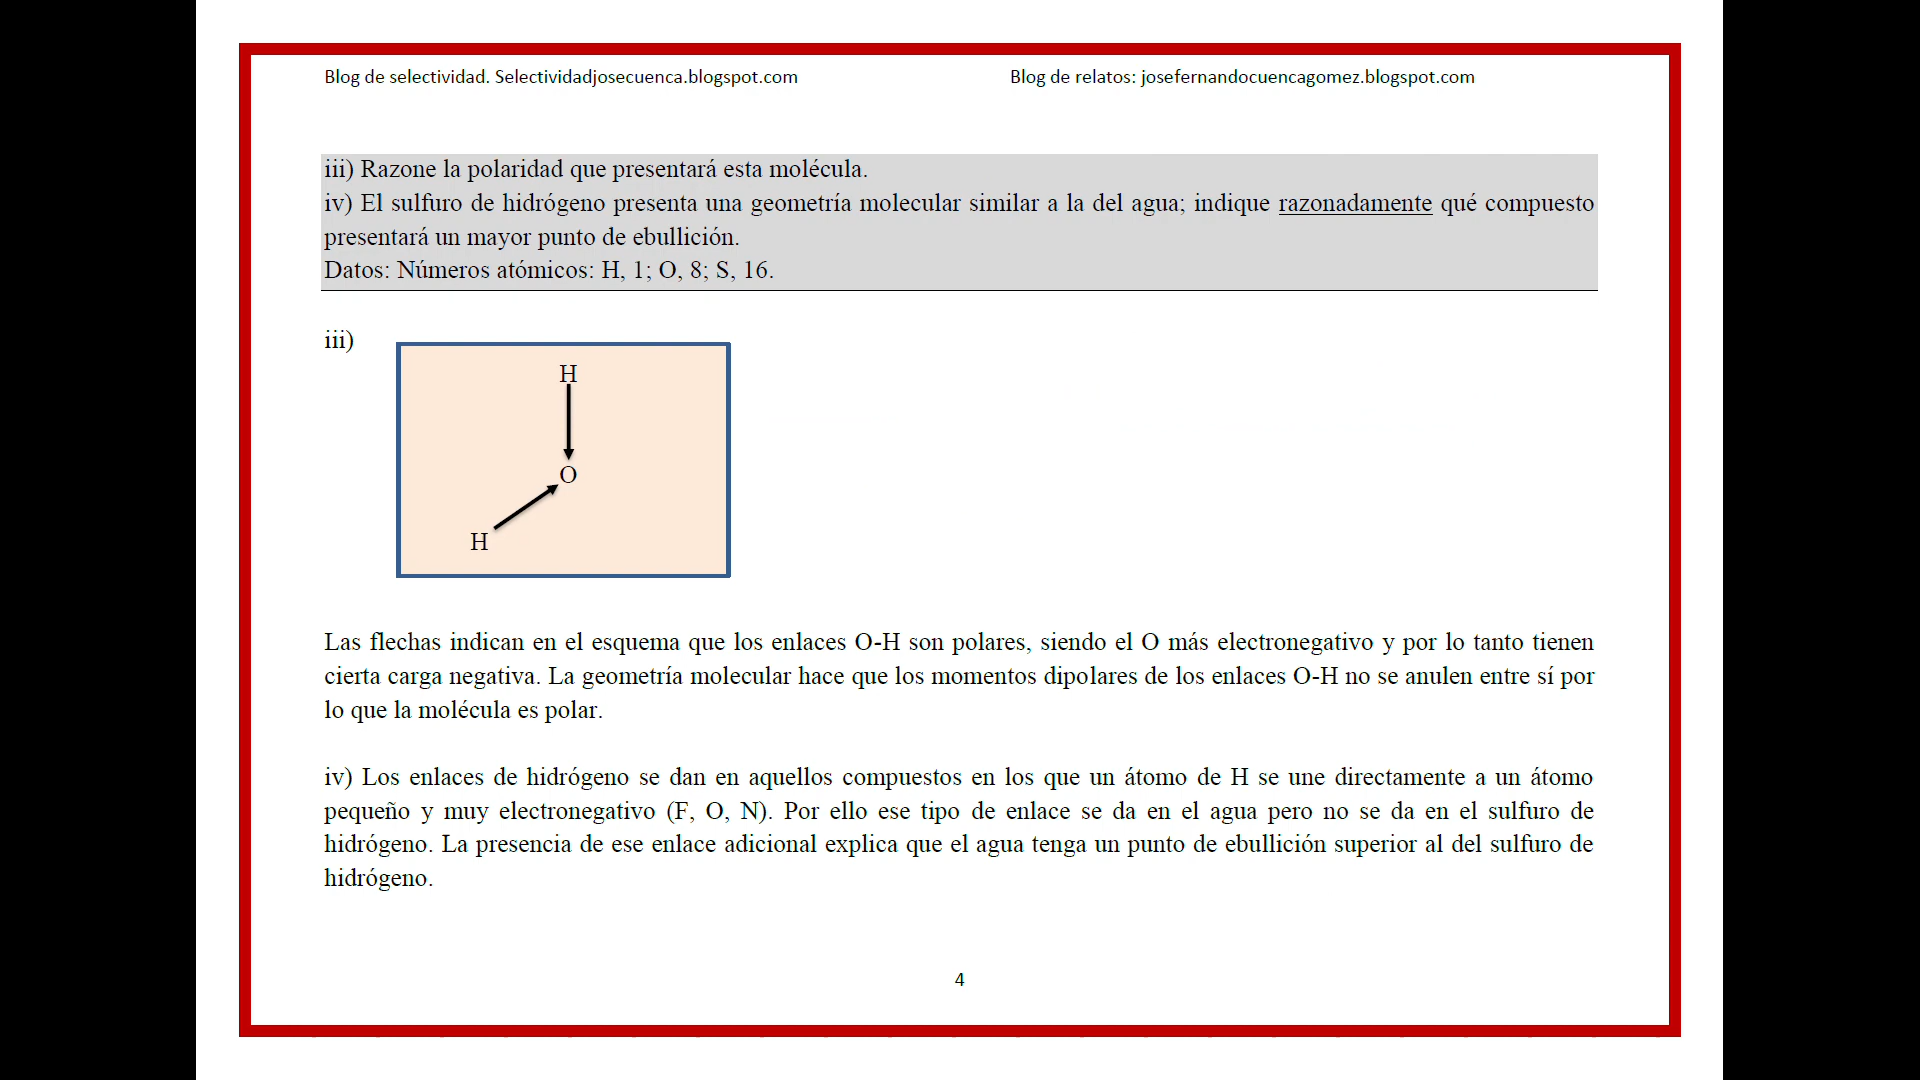 Blog de selectividad. Selectividadjosecuenca.blogspot.com Blog de relatos: josefernandocuencagomez.blogspot.com
iii) Razone la polaridad que presentará esta molécula.
iv) El sulfuro de hidrógeno presenta una geometría molecular similar a la del agua; indique razonadamente qué compuesto
presentará un mayor punto de ebullición.
Datos: Números atómicos: H, 1; O, 8; S, 16.
iii)
H
O
H
Las flechas indican en el esquema que los enlaces O-H son polares, siendo el O más electronegativo y por lo tanto tienen
cierta carga negativa. La geometría molecular hace que los momentos dipolares de los enlaces O-H no se anulen entre sí por
lo que la molécula es polar.
iv) Los enlaces de hidrógeno se dan en aquellos compuestos en los que un átomo de H se une directamente a un átomo
pequeño y muy electronegativo (F, O, N). Por ello ese tipo de enlace se da en el agua pero no se da en el sulfuro de
hidrógeno. La presencia de ese enlace adicional explica que el agua tenga un punto de ebullición superior al del sulfuro de
hidrógeno.
4